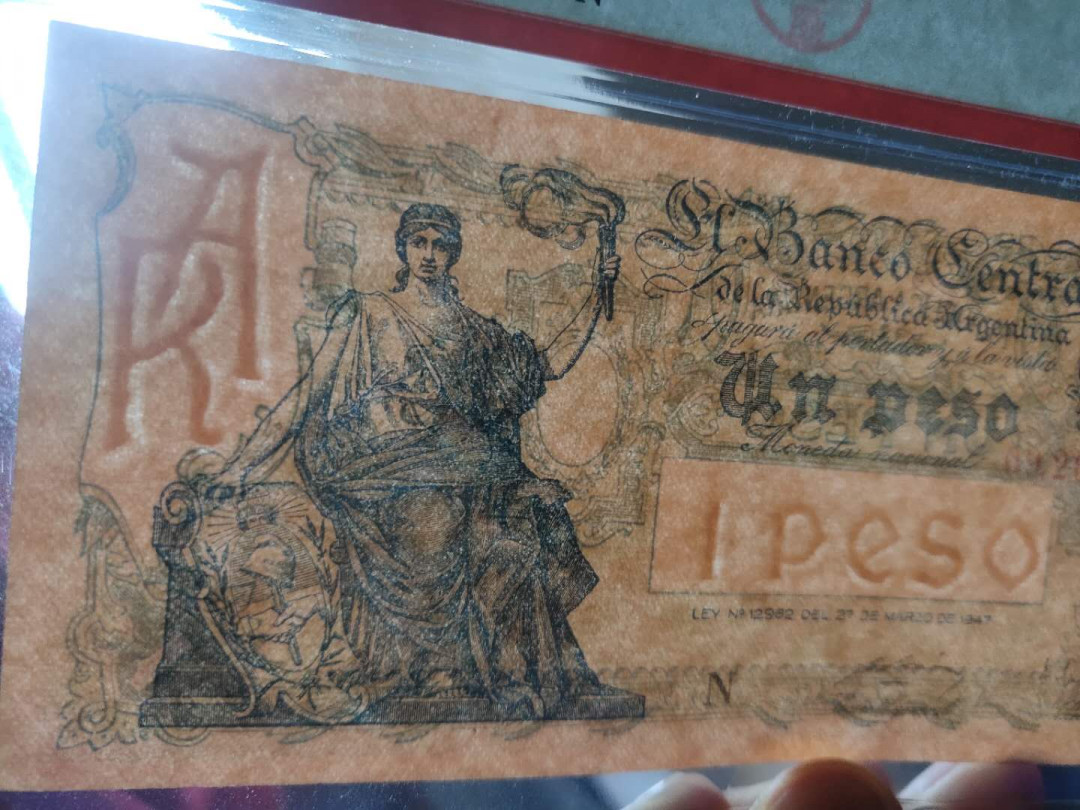 RA
El Banco Central
de la República Argentina
pagará al portador y a la vista
Un peso
Moneda nacional
1 peso
LEY Nº 12962 DEL 27 DE MARZO DE 1947
N